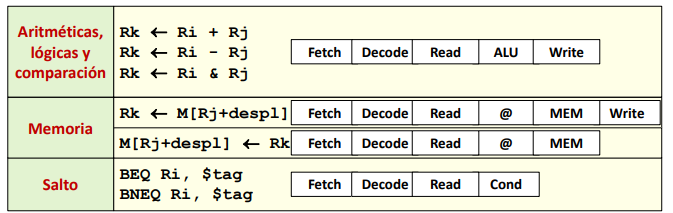 Aritméticas,
lógicas y
comparación
Rk ← Ri + Rj
Rk ← Ri - Rj
Rk ← Ri & Rj
Fetch Decode Read ALU Write
Memoria
Rk ← M[Rj+despl] Fetch Decode Read @ MEM Write
M[Rj+despl] ← Rk Fetch Decode Read @ MEM
Salto
BEQ Ri, $tag
BNEQ Ri, $tag
Fetch Decode Read Cond